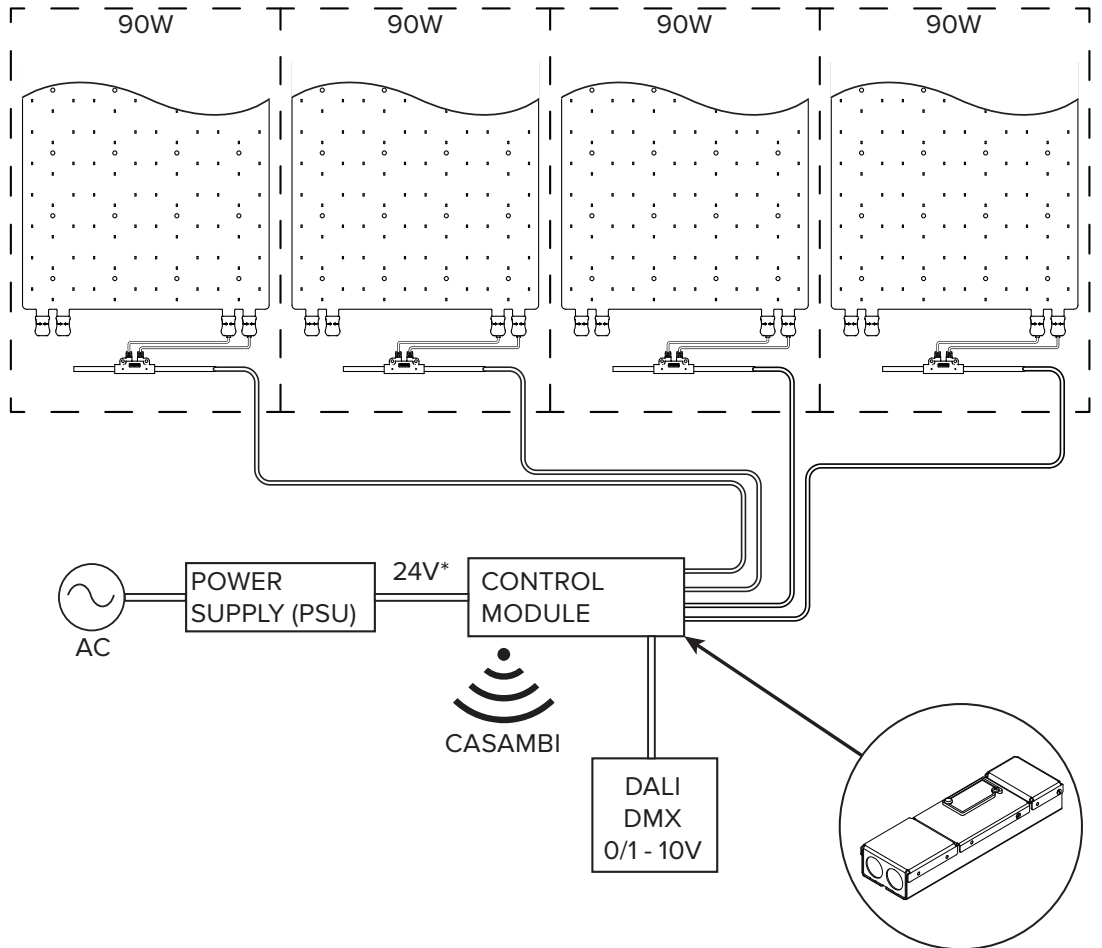 90W
90W
90W
90W
AC
POWER
SUPPLY (PSU)
24V*
CONTROL
MODULE
CASAMBI
DALI
DMX
0/1 - 10V